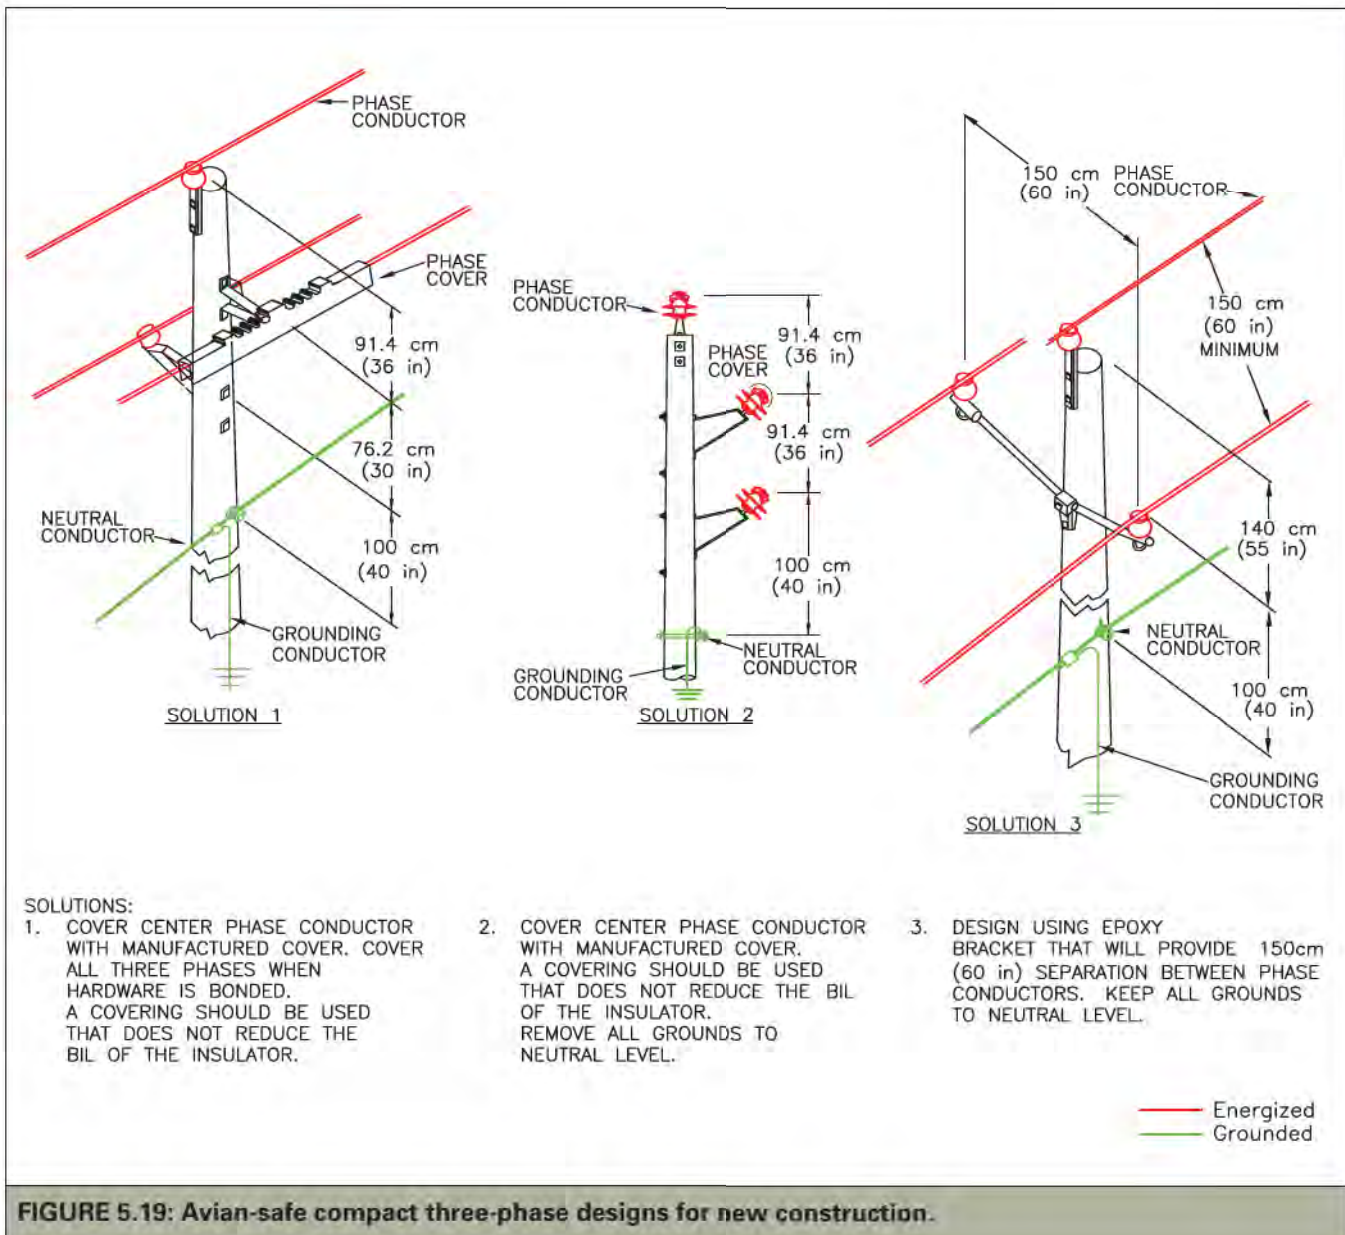 PHASE
CONDUCTOR
PHASE
COVER
91.4 cm
(36 in)
76.2 cm
(30 in)
NEUTRAL
CONDUCTOR
100 cm
(40 in)
GROUNDING
CONDUCTOR
SOLUTION 1
PHASE
CONDUCTOR
91.4 cm
(36 in)
PHASE
COVER
91.4 cm
(36 in)
100 cm
(40 in)
NEUTRAL
CONDUCTOR
GROUNDING
CONDUCTOR
SOLUTION 2
150 cm
(60 in)
PHASE
CONDUCTOR
150 cm
(60 in)
MINIMUM
140 cm
(55 in)
NEUTRAL
CONDUCTOR
100 cm
(40 in)
GROUNDING
CONDUCTOR
SOLUTION 3
SOLUTIONS:
1. COVER CENTER PHASE CONDUCTOR
WITH MANUFACTURED COVER. COVER
ALL THREE PHASES WHEN
HARDWARE IS BONDED.
A COVERING SHOULD BE USED
THAT DOES NOT REDUCE THE
BIL OF THE INSULATOR.
2. COVER CENTER PHASE CONDUCTOR
WITH MANUFACTURED COVER.
A COVERING SHOULD BE USED
THAT DOES NOT REDUCE THE BIL
OF THE INSULATOR.
REMOVE ALL GROUNDS TO
NEUTRAL LEVEL.
3. DESIGN USING EPOXY
BRACKET THAT WILL PROVIDE 150cm
(60 in) SEPARATION BETWEEN PHASE
CONDUCTORS. KEEP ALL GROUNDS
TO NEUTRAL LEVEL.
Energized
Grounded
FIGURE 5.19: Avian-safe compact three-phase designs for new construction.